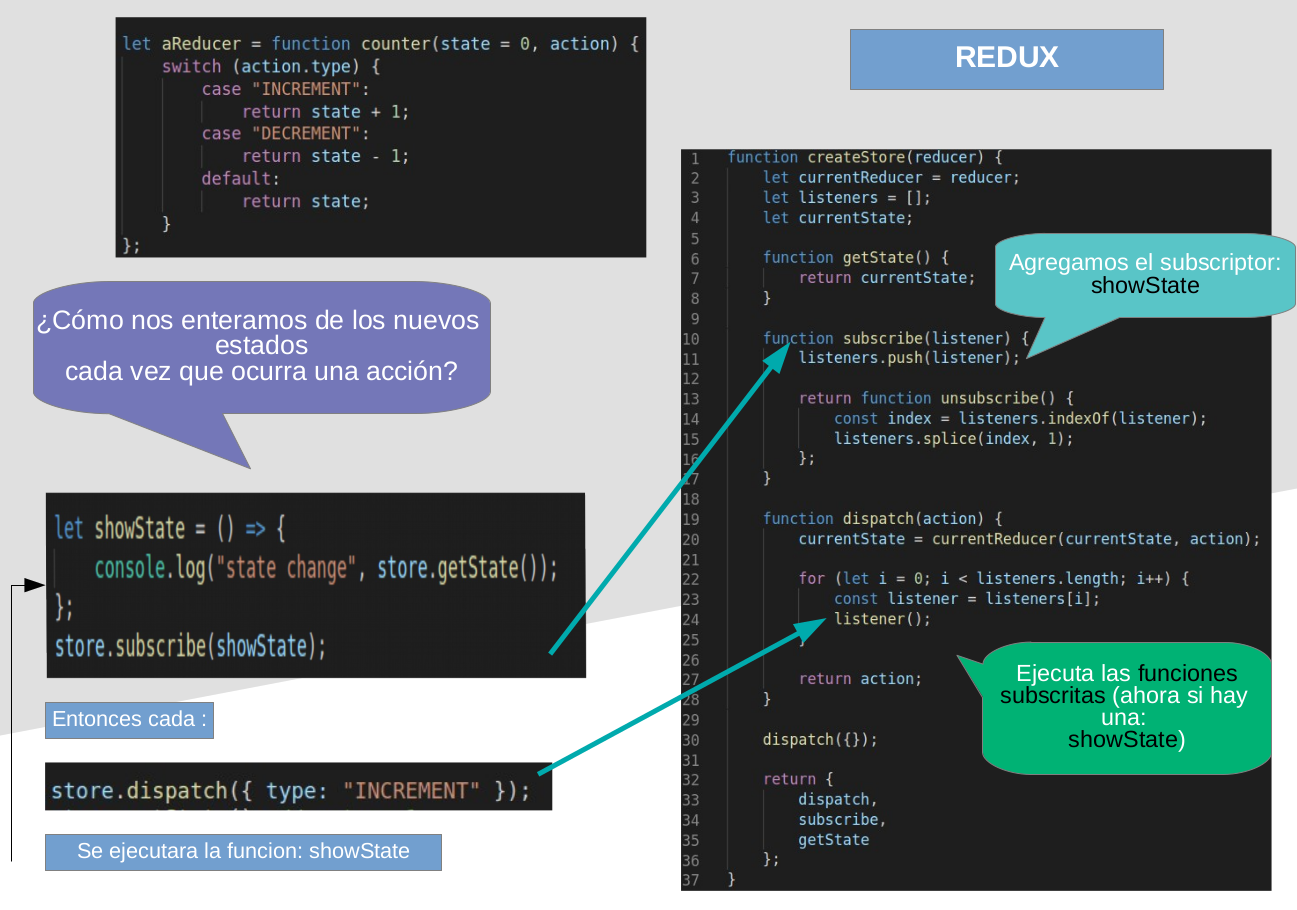 let aReducer = function counter(state = 0, action) {
switch (action.type) {
case "INCREMENT":
return state + 1;
case "DECREMENT":
return state - 1;
default:
return state;
}
};
REDUX
¿Cómo nos enteramos de los nuevos
estados
cada vez que ocurra una acción?
let showState = () => {
console.log("state change", store.getState());
};
store.subscribe(showState);
Entonces cada :
store.dispatch({ type: "INCREMENT" });
Se ejecutara la funcion: showState
1 function createStore(reducer) {
2 let currentReducer = reducer;
3 let listeners = [];
4 let currentState;
5
6 function getState() {
7 return currentState;
8 }
9
10 function subscribe(listener) {
11 listeners.push(listener);
12
13 return function unsubscribe() {
14 const index = listeners.indexOf(listener);
15 listeners.splice(index, 1);
16 };
17 }
18
19 function dispatch(action) {
20 currentState = currentReducer(currentState, action);
21
22 for (let i = 0; i < listeners.length; i++) {
23 const listener = listeners[i];
24 listener();
25 }
26
27 return action;
28 }
29
30 dispatch({});
31
32 return {
33 dispatch,
34 subscribe,
35 getState
36 };
37 }
Agregamos el subscriptor:
showState
Ejecuta las funciones
subscritas (ahora si hay
una:
showState)